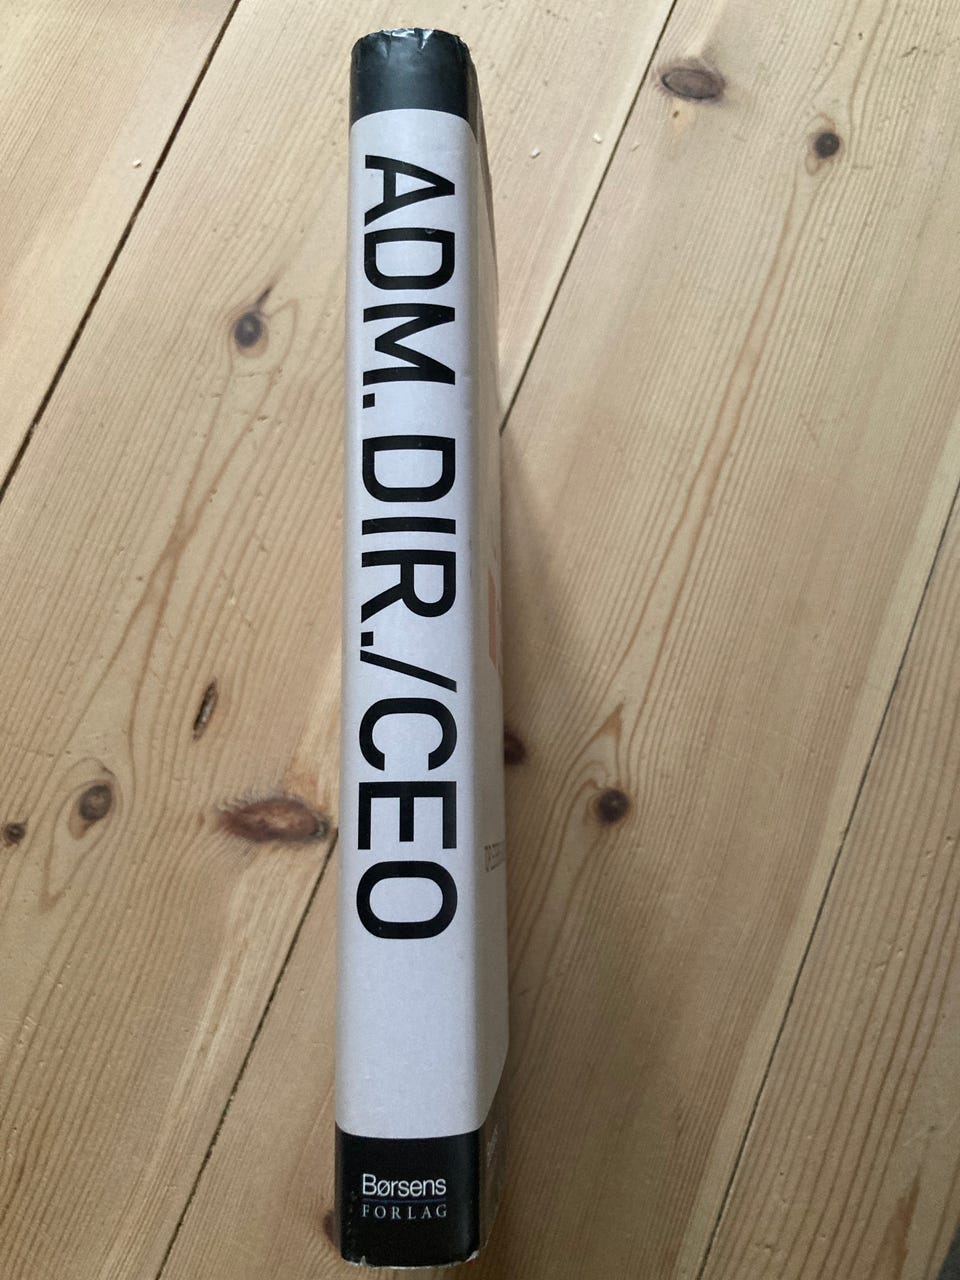 ADM. DIR./CEO
Børsens
FORLAG